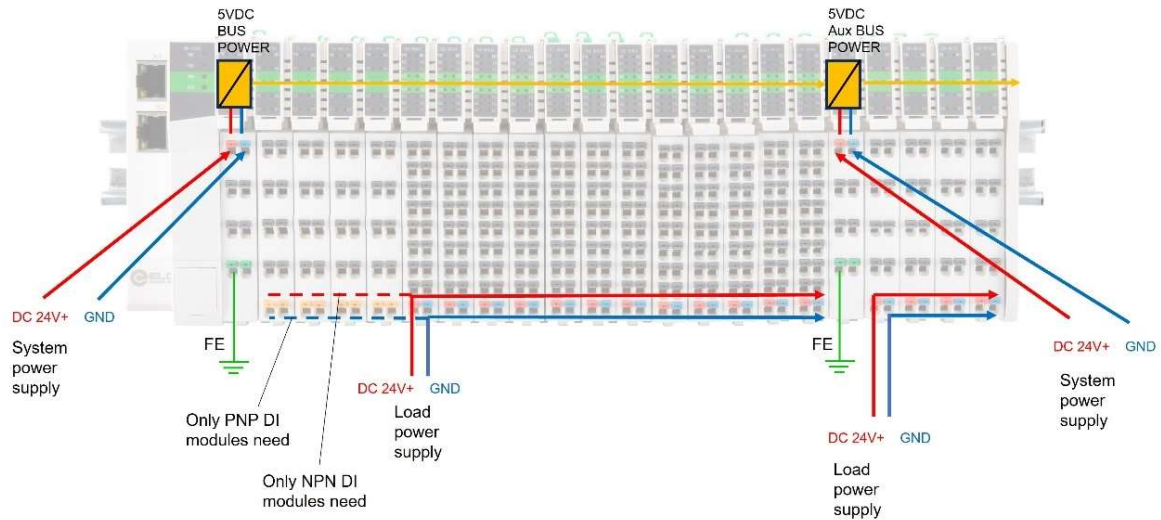 5VDC
BUS
POWER
5VDC
Aux BUS
POWER
DC 24V+ GND
System
power
supply
FE
Only PNP DI
modules need
Only NPN DI
modules need
DC 24V+ GND
Load
power
supply
FE
DC 24V+ GND
Load
power
supply
DC 24V+ GND
System
power
supply